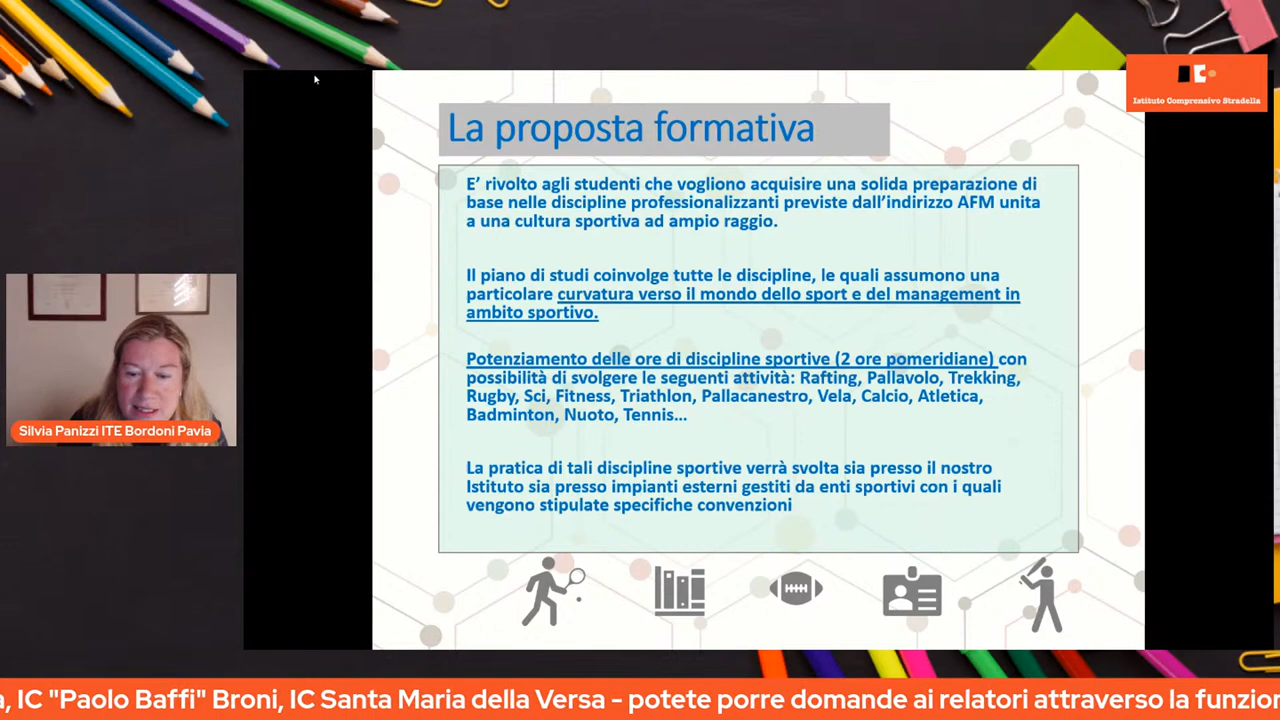 Istituto Comprensivo Stradella
La proposta formativa
E’ rivolto agli studenti che vogliono acquisire una solida preparazione di
base nelle discipline professionalizzanti previste dall’indirizzo AFM unita
a una cultura sportiva ad ampio raggio.
Il piano di studi coinvolge tutte le discipline, le quali assumono una
particolare curvatura verso il mondo dello sport e del management in
ambito sportivo.
Potenziamento delle ore di discipline sportive (2 ore pomeridiane) con
possibilità di svolgere le seguenti attività: Rafting, Pallavolo, Trekking,
Rugby, Sci, Fitness, Triathlon, Pallacanestro, Vela, Calcio, Atletica,
Badminton, Nuoto, Tennis...
La pratica di tali discipline sportive verrà svolta sia presso il nostro
Istituto sia presso impianti esterni gestiti da enti sportivi con i quali
vengono stipulate specifiche convenzioni
Silvia Panizzi ITE Bordoni Pavia
a, IC "Paolo Baffi" Broni, IC Santa Maria della Versa - potete porre domande ai relatori attraverso la funzion